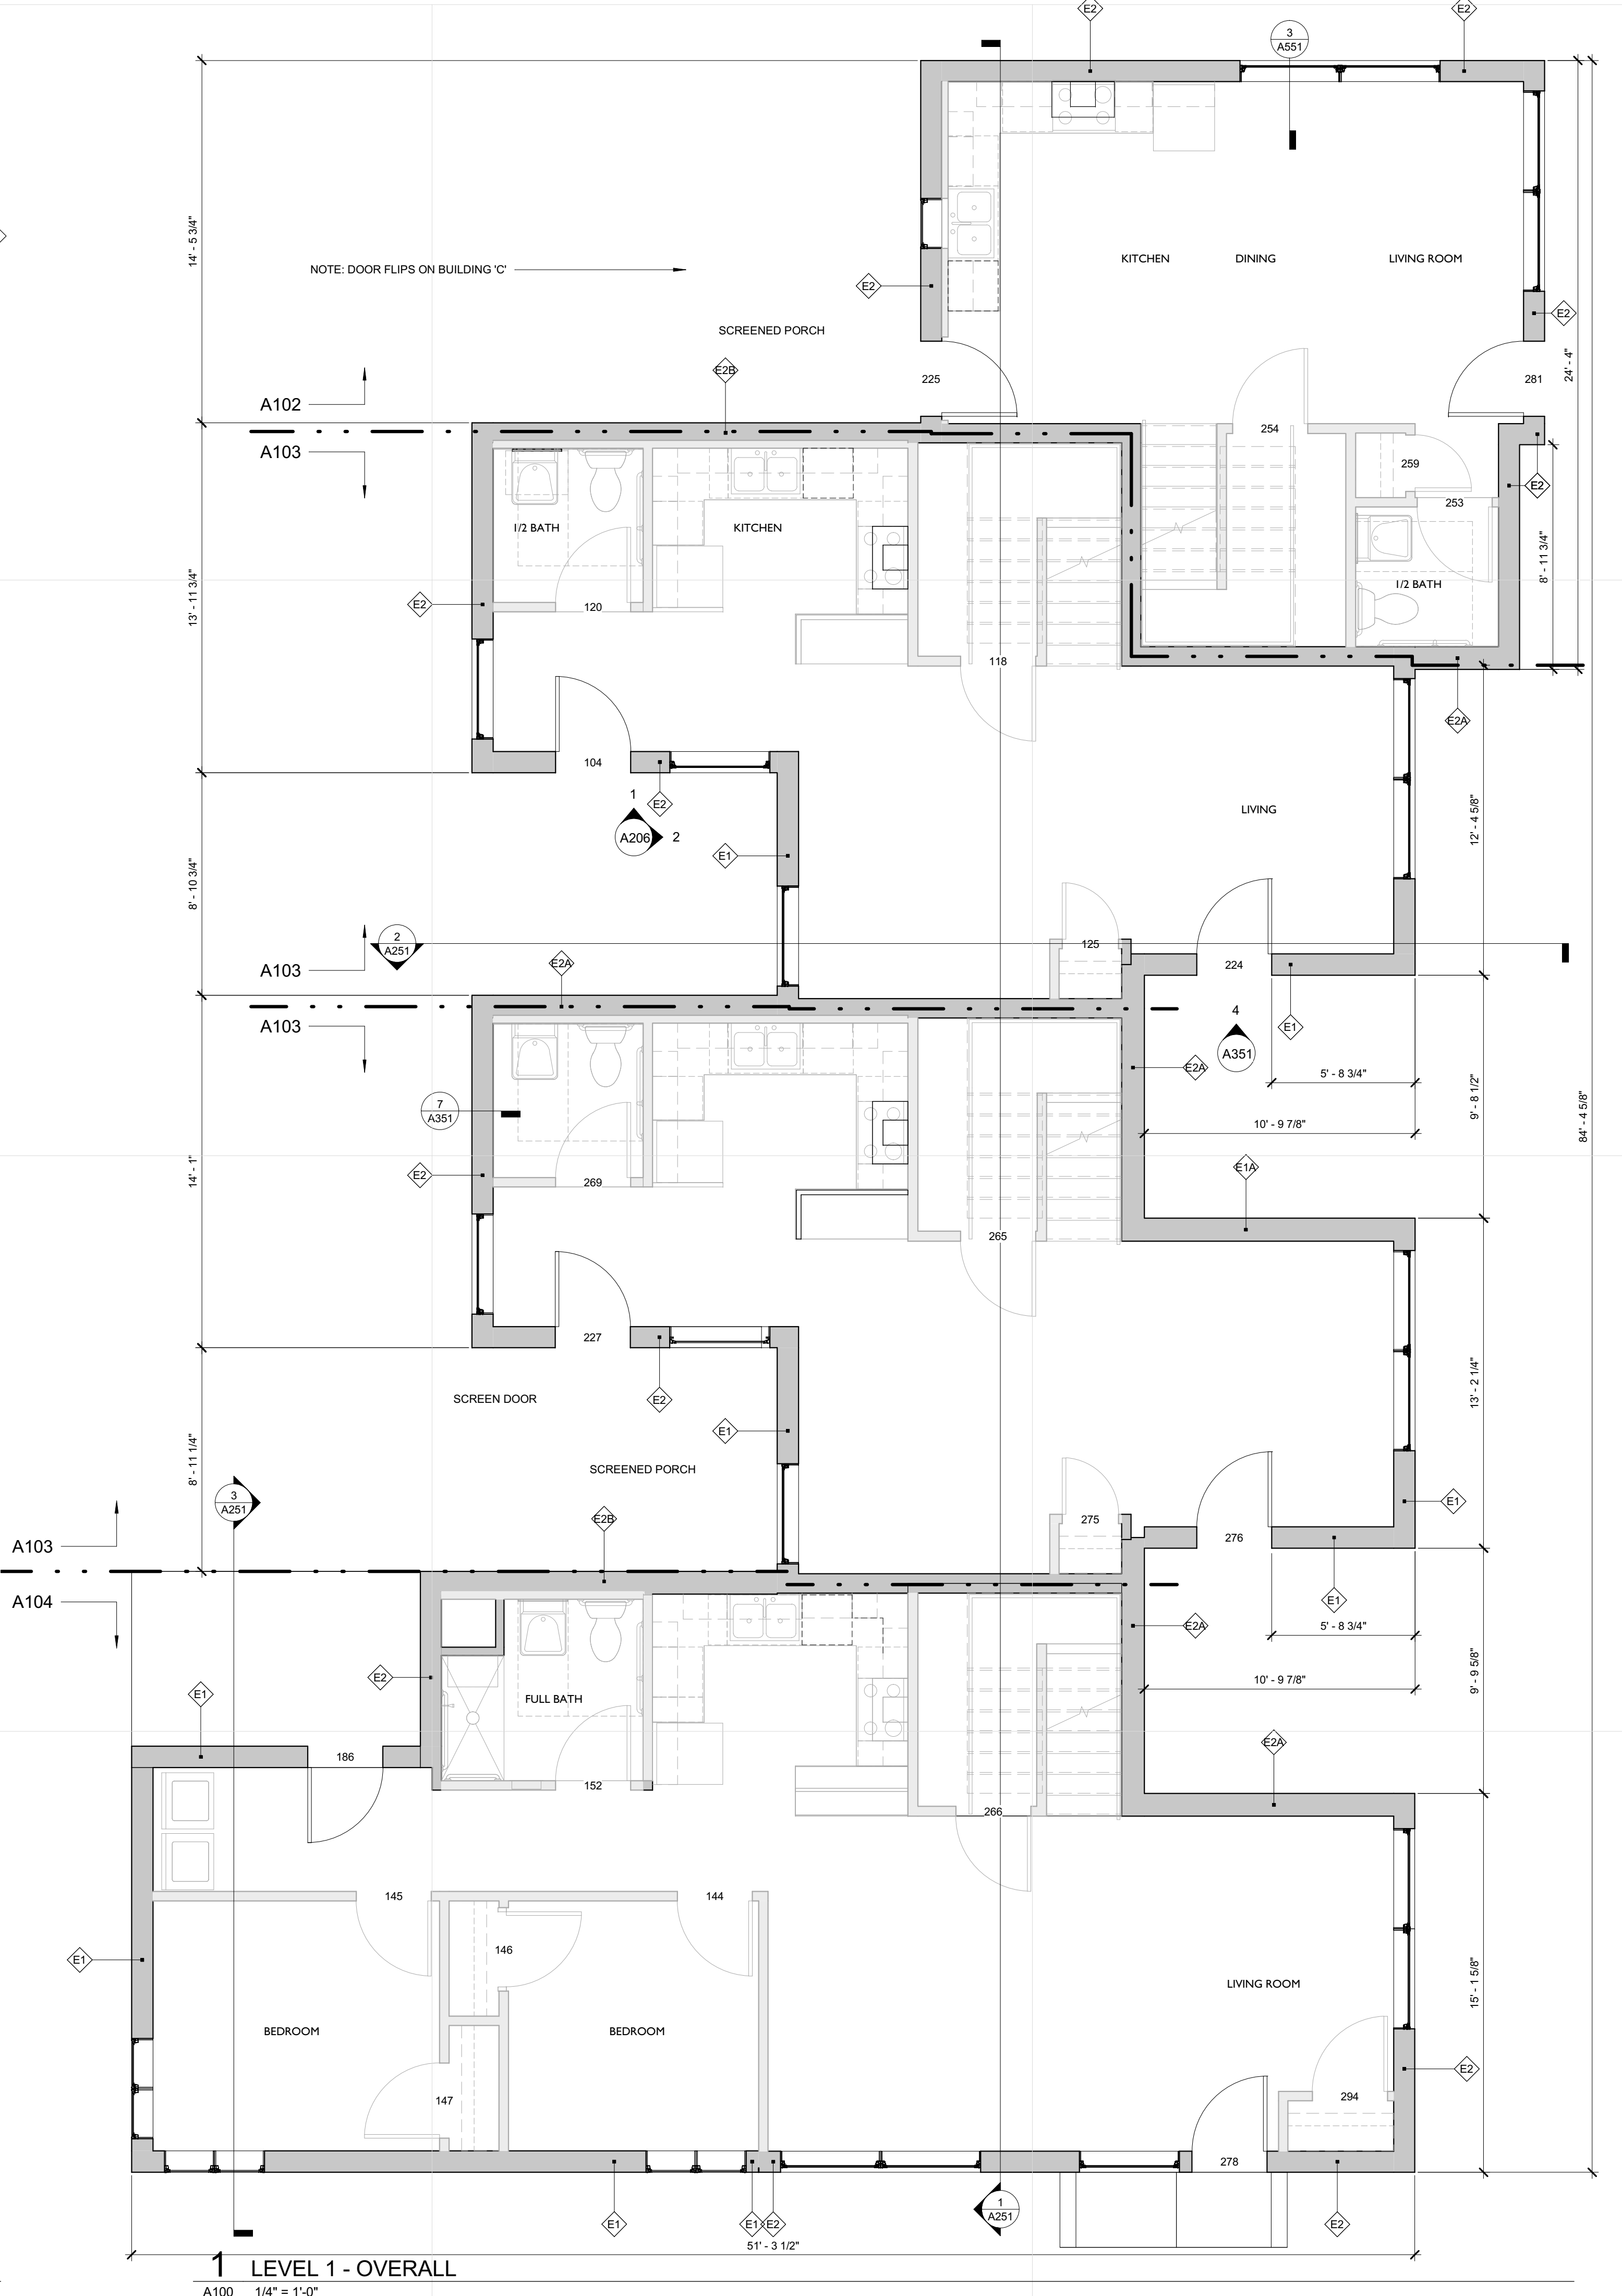 E2
E2
3
A551
14' - 5 3/4"
NOTE: DOOR FLIPS ON BUILDING 'C'
KITCHEN
DINING
LIVING ROOM
E2
E2
SCREENED PORCH
24' - 4"
E2B
225
281
A102
254
E2
A103
259
E2
253
1/2 BATH
KITCHEN
8' - 11 3/4"
13' - 11 3/4"
1/2 BATH
E2
120
118
E2A
104
1
E2
A206
2
LIVING
12' - 4 5/8"
E1
8' - 10 3/4"
2
A251
125
A103
E2A
224
4
A103
E1
A351
E2A
5' - 8 3/4"
9' - 8 1/2"
84' - 4 5/8"
7
A351
10' - 9 7/8"
14' - 1"
E2
E1A
269
265
227
SCREEN DOOR
E2
13' - 2 1/4"
E1
8' - 11 1/4"
SCREENED PORCH
3
A251
E1
E2B
275
276
A103
A104
E1
E2A
5' - 8 3/4"
E2
10' - 9 7/8"
9' - 9 5/8"
E1
FULL BATH
E2A
186
152
266
145
144
146
E1
LIVING ROOM
15' - 1 5/8"
BEDROOM
BEDROOM
E2
147
294
278
1
A251
E1
E1
E2
E2
51' - 3 1/2"
1 LEVEL 1 - OVERALL
A100 1/4" = 1'-0"